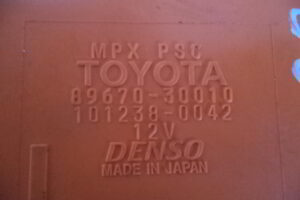 MPX PSC
TOYOTA
89670-30010
101238-0042
12V
DENSO
MADE IN JAPAN